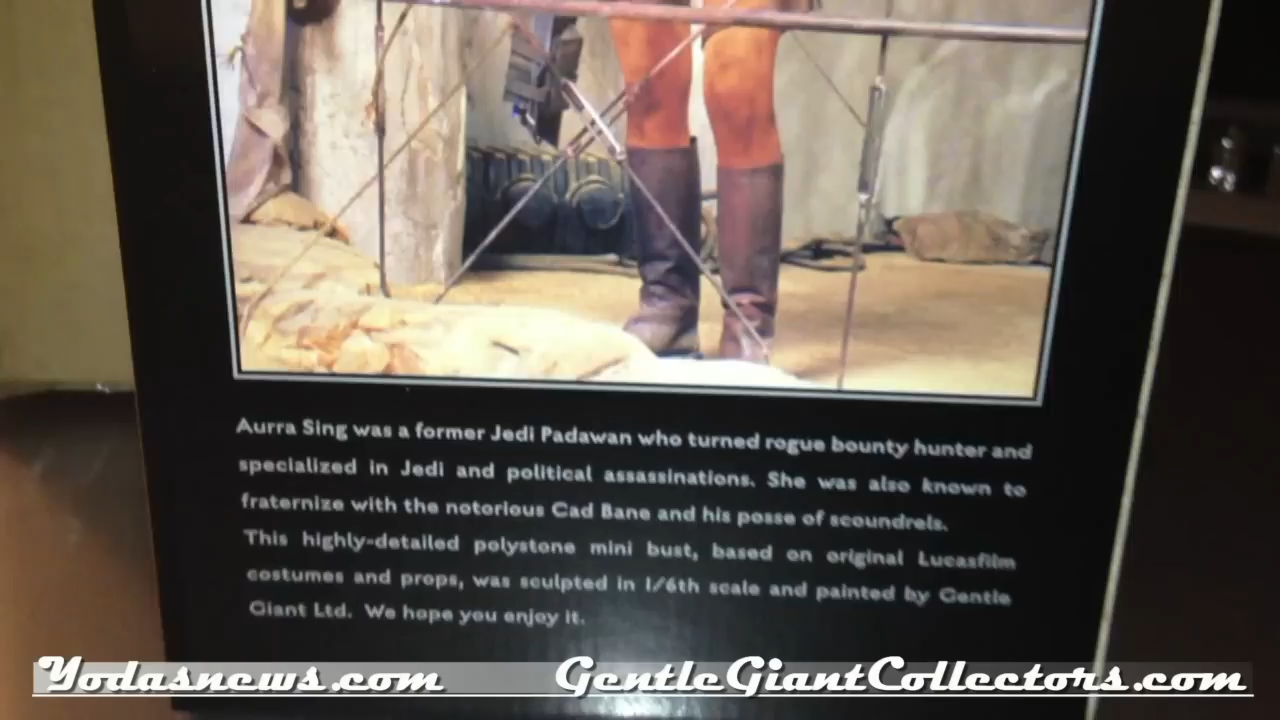 Aurra Sing was a former Jedi Padawan who turned rogue bounty hunter and
specialized in Jedi and political assassinations. She was also known to
fraternize with the notorious Cad Bane and his posse of scoundrels.
This highly-detailed polystone mini bust, based on original Lucasfilm
costumes and props, was sculpted in 1/6th scale and painted by Gentle
Giant Ltd. We hope you enjoy it.
Yodasnews.com GentleGiantCollectors.com